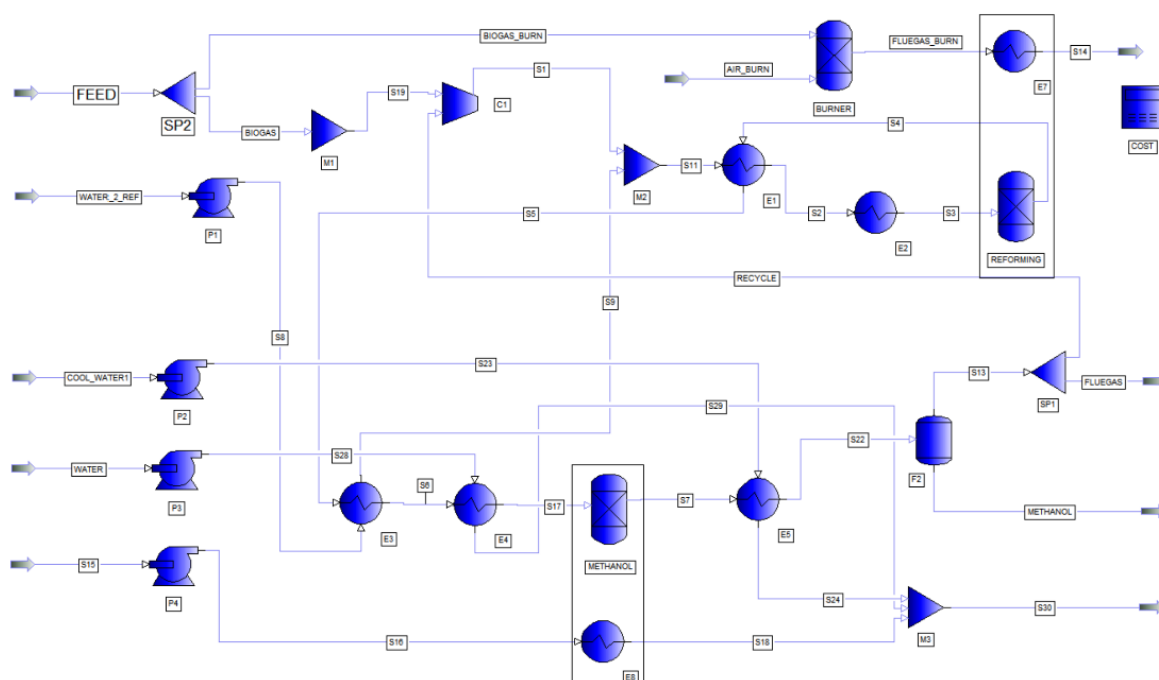 BIOGAS_BURN
FLUEGAS_BURN
S14
E7
FEED
SP2
S1
AIR_BURN
BURNER
S19
C1
BIOGAS
M1
S4
COST
S11
M2
WATER_2_REF
P1
S5
E1
S2
E2
S3
REFORMING
RECYCLE
S9
S8
COOL_WATER1
P2
S23
S13
SP1
FLUEGAS
S29
S22
F2
WATER
P3
S28
S6
E3
E4
S17
S7
E5
METHANOL
METHANOL
S15
P4
S24
M3
S30
S16
S18
E8